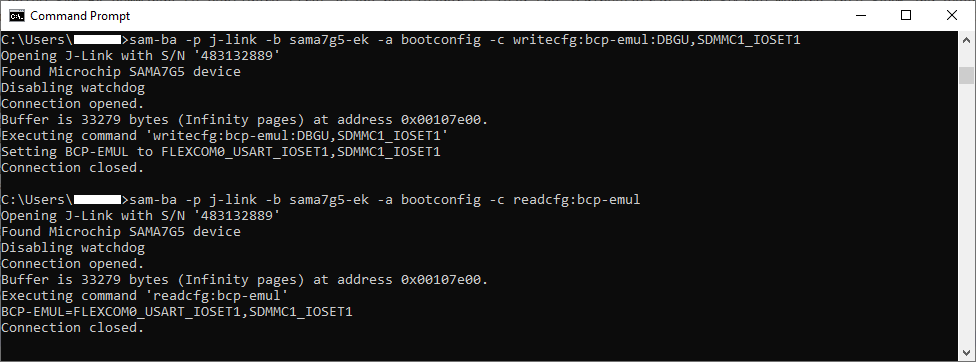 Command Prompt
C:\Users\ >sam-ba -p j-link -b sama7g5-ek -a bootconfig -c writecfg:bcp-emul:DBGU,SDMMC1_IOSET1
Opening J-Link with S/N '483132889'
Found Microchip SAMA7G5 device
Disabling watchdog
Connection opened.
Buffer is 33279 bytes (Infinity pages) at address 0x00107e00.
Executing command 'writecfg:bcp-emul:DBGU,SDMMC1_IOSET1'
Setting BCP-EMUL to FLEXCOM0_USART_IOSET1,SDMMC1_IOSET1
Connection closed.
C:\Users\ >sam-ba -p j-link -b sama7g5-ek -a bootconfig -c readcfg:bcp-emul
Opening J-Link with S/N '483132889'
Found Microchip SAMA7G5 device
Disabling watchdog
Connection opened.
Buffer is 33279 bytes (Infinity pages) at address 0x00107e00.
Executing command 'readcfg:bcp-emul'
BCP-EMUL=FLEXCOM0_USART_IOSET1,SDMMC1_IOSET1
Connection closed.